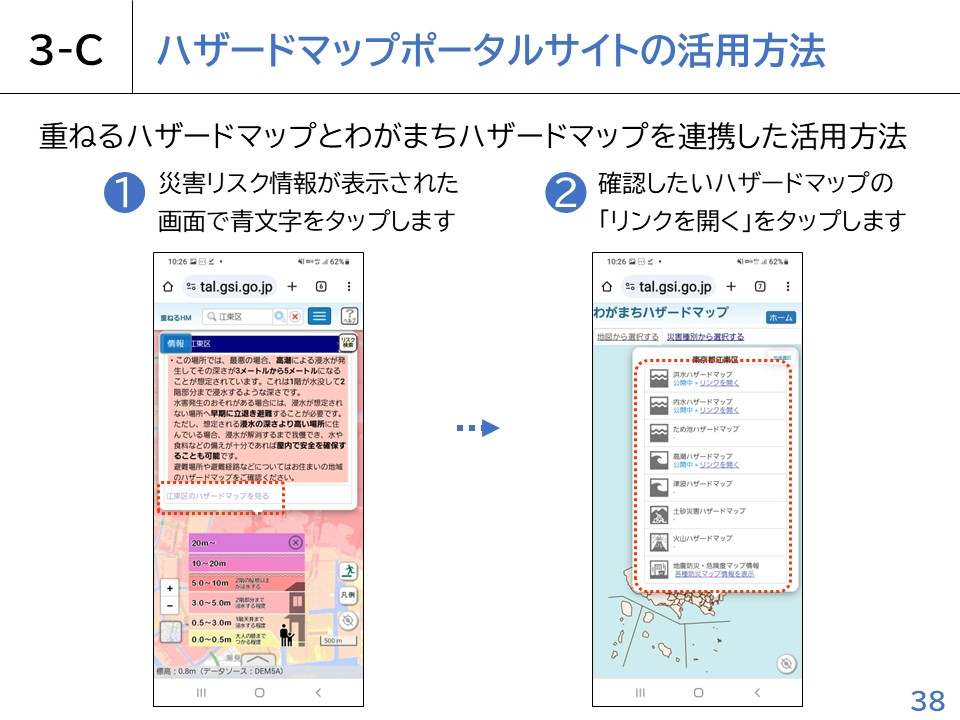 3-C
ハザードマップポータルサイトの活用方法
重ねるハザードマップとわがまちハザードマップを連携した活用方法
1
災害リスク情報が表示された
画面で青文字をタップします
2
確認したいハザードマップの
「リンクを開く」をタップします
10:26
62%
tal.gsi.go.jp
6
重ねるHM
江東区
ヘルプ
情報
江東区
リスク
検索
・この場所では、最悪の場合、高潮による浸水が発
生してその深さが3メートルから5メートルになる
ことが想定されています。これは1階が水没して2
階部分まで浸水するような深さです。
水害発生のおそれがある場合には、浸水が想定され
ない場所へ早期に立退き避難することが必要です。
ただし、想定される浸水の深さより高い場所に住
んでいる場合、浸水が解消するまで我慢でき、水や
食料などの備えが十分であれば屋内で安全を確保す
ることも可能です。
避難場所や避難経路などについてはお住まいの地域
のハザードマップをご確認ください。
江東区のハザードマップを見る
20m~
10~20m
5.0~10m
2階の屋根以上
が浸水する
3.0~5.0m
2階部分まで
浸水する程度
0.5~3.0m
1階天井まで
浸水する程度
0.0~0.5m
大人の膝まで
つかる程度
+
-
凡例
500 m
標高:0.8m(データソース:DEM5A)
10:26
62%
tal.gsi.go.jp
7
わがまちハザードマップ
ホーム
地図から選択する
災害種別から選択する
東京都江東区
洪水ハザードマップ
公開中 » リンクを開く
内水ハザードマップ
公開中 » リンクを開く
ため池ハザードマップ
-
高潮ハザードマップ
公開中 » リンクを開く
津波ハザードマップ
-
土砂災害ハザードマップ
-
火山ハザードマップ
-
地震防災・危険度マップ情報
各種防災マップ情報を表示
38